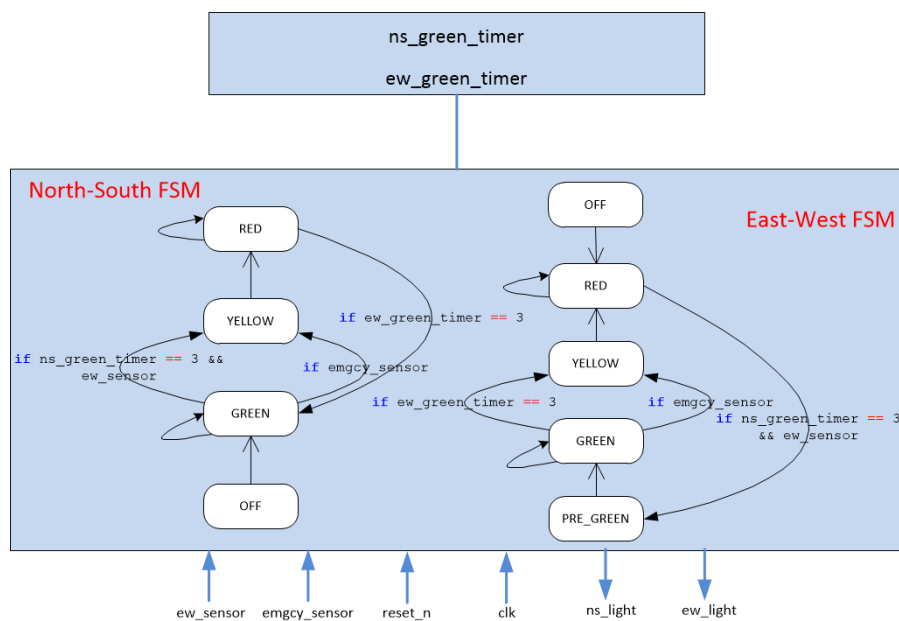 ns_green_timer
ew_green_timer
North-South FSM
RED
YELLOW
if ew_green_timer == 3
if ns_green_timer == 3 &&
ew_sensor
if emgcy_sensor
GREEN
OFF
East-West FSM
OFF
RED
YELLOW
if ew_green_timer == 3
if emgcy_sensor
if ns_green_timer == 3
&& ew_sensor
GREEN
PRE_GREEN
ew_sensor
emgcy_sensor
reset_n
clk
ns_light
ew_light